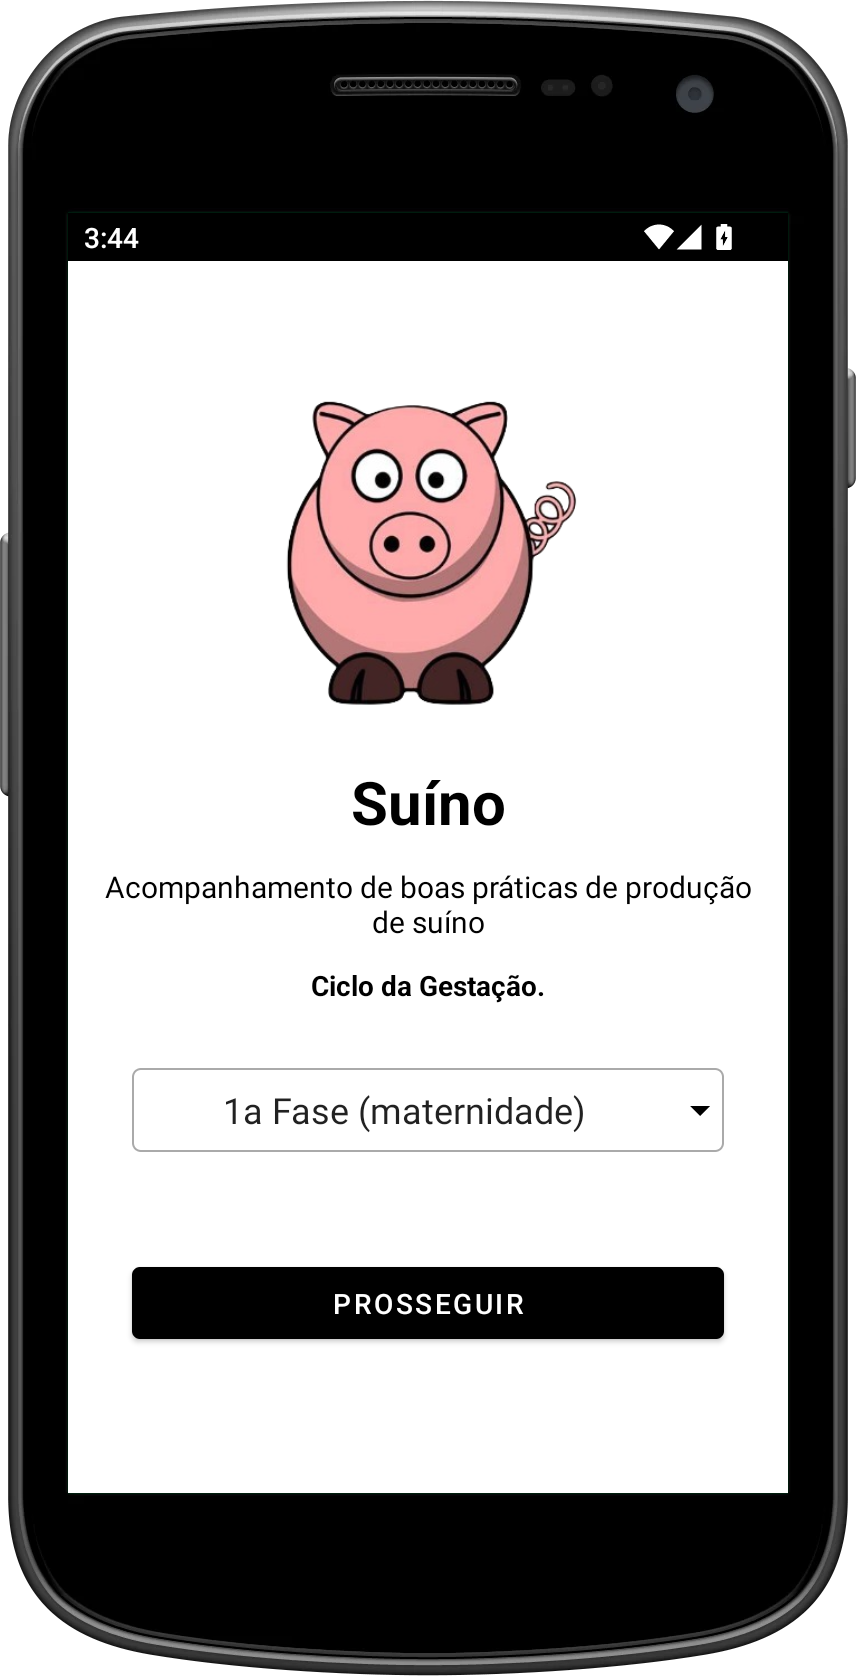 3:44
Suíno
Acompanhamento de boas práticas de produção
de suíno
Ciclo da Gestação.
1a Fase (maternidade)
PROSSEGUIR